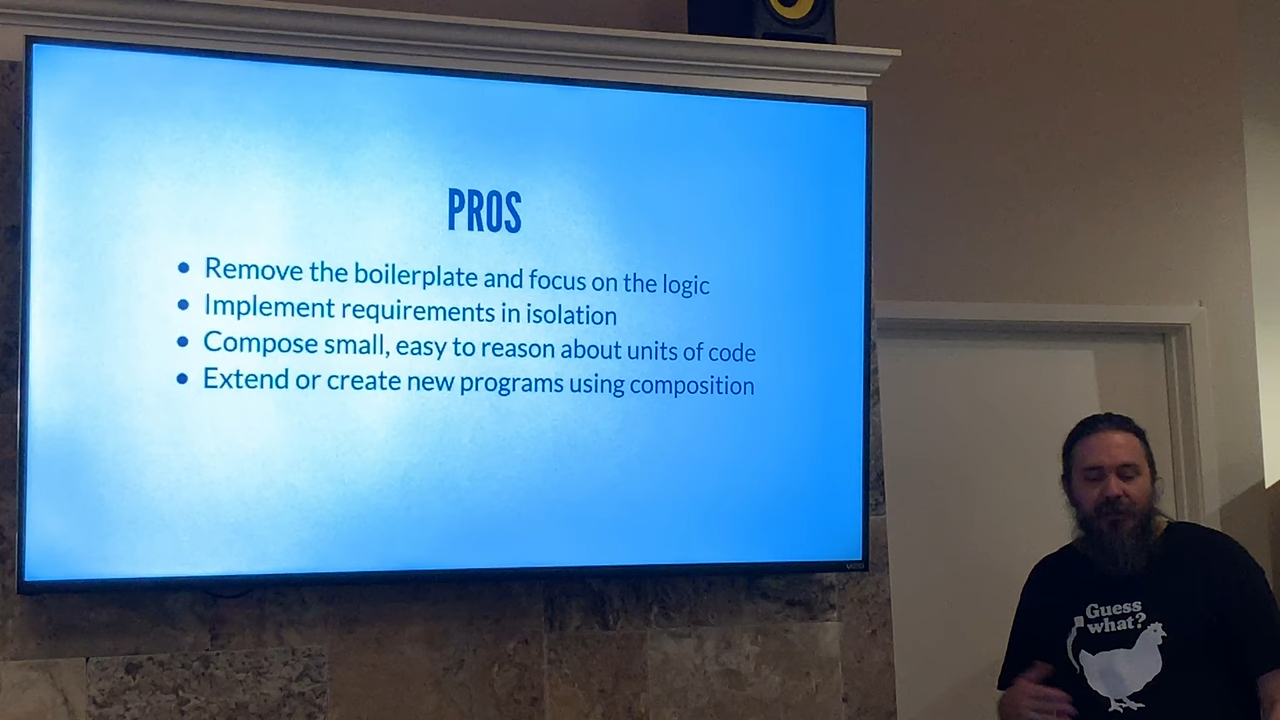 PROS
• Remove the boilerplate and focus on the logic
• Implement requirements in isolation
• Compose small, easy to reason about units of code
• Extend or create new programs using composition
VIZIO
Guess
what?